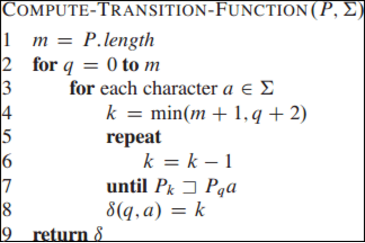 COMPUTE-TRANSITION-FUNCTION(P, Σ)
1 m = P.length
2 for q = 0 to m
3 for each character a ∈ Σ
4 k = min(m + 1, q + 2)
5 repeat
6 k = k − 1
7 until Pk ⊐ Pqa
8 δ(q, a) = k
9 return δ